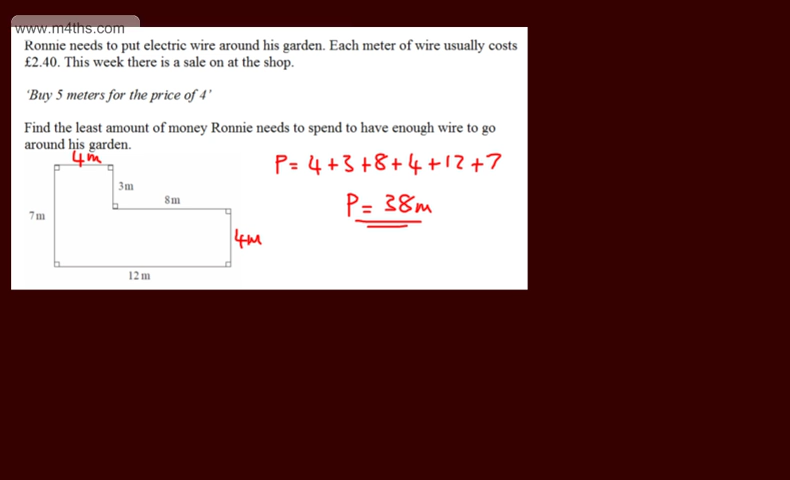 www.m4ths.com
Ronnie needs to put electric wire around his garden. Each meter of wire usually costs
£2.40. This week there is a sale on at the shop.
'Buy 5 meters for the price of 4'
Find the least amount of money Ronnie needs to spend to have enough wire to go
around his garden.
4m
P= 4+3+8+4+12+7
3m
8m
P= 38m
7m
4m
12m